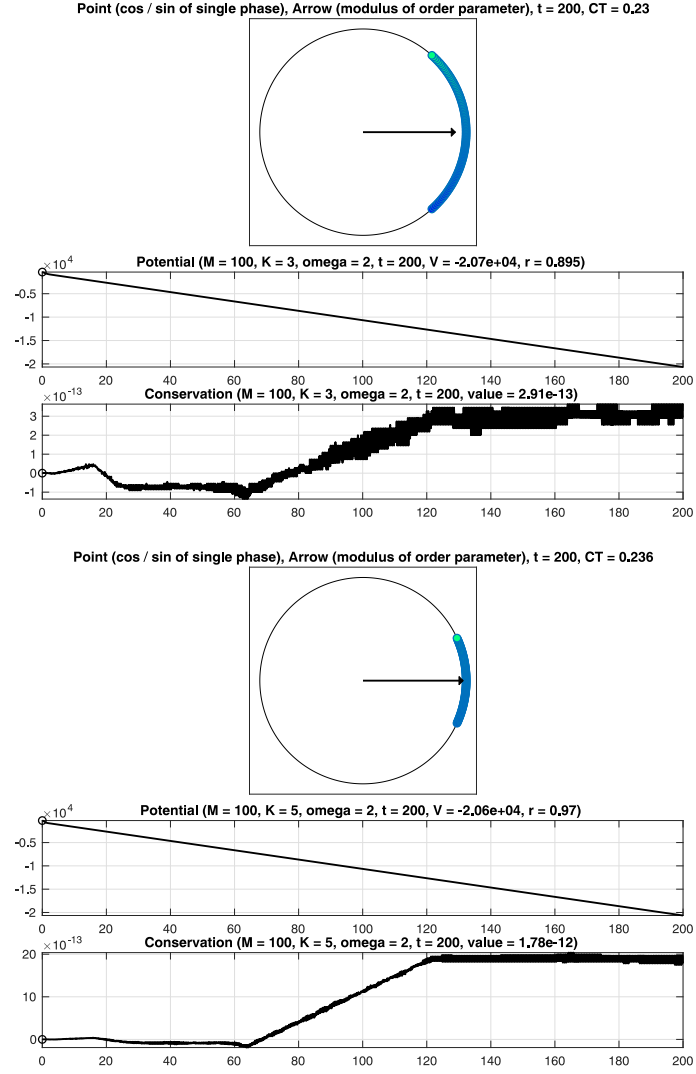 Point (cos / sin of single phase), Arrow (modulus of order parameter), t = 200, CT = 0.23
×10^4
Potential (M = 100, K = 3, omega = 2, t = 200, V = -2.07e+04, r = 0.895)
-0.5
-1
-1.5
-2
0 20 40 60 80 100 120 140 160 180 200
×10^-13
Conservation (M = 100, K = 3, omega = 2, t = 200, value = 2.91e-13)
3
2
1
0
-1
0 20 40 60 80 100 120 140 160 180 200
Point (cos / sin of single phase), Arrow (modulus of order parameter), t = 200, CT = 0.236
×10^4
Potential (M = 100, K = 5, omega = 2, t = 200, V = -2.06e+04, r = 0.97)
-0.5
-1
-1.5
-2
0 20 40 60 80 100 120 140 160 180 200
×10^-13
Conservation (M = 100, K = 5, omega = 2, t = 200, value = 1.78e-12)
20
10
0
0 20 40 60 80 100 120 140 160 180 200